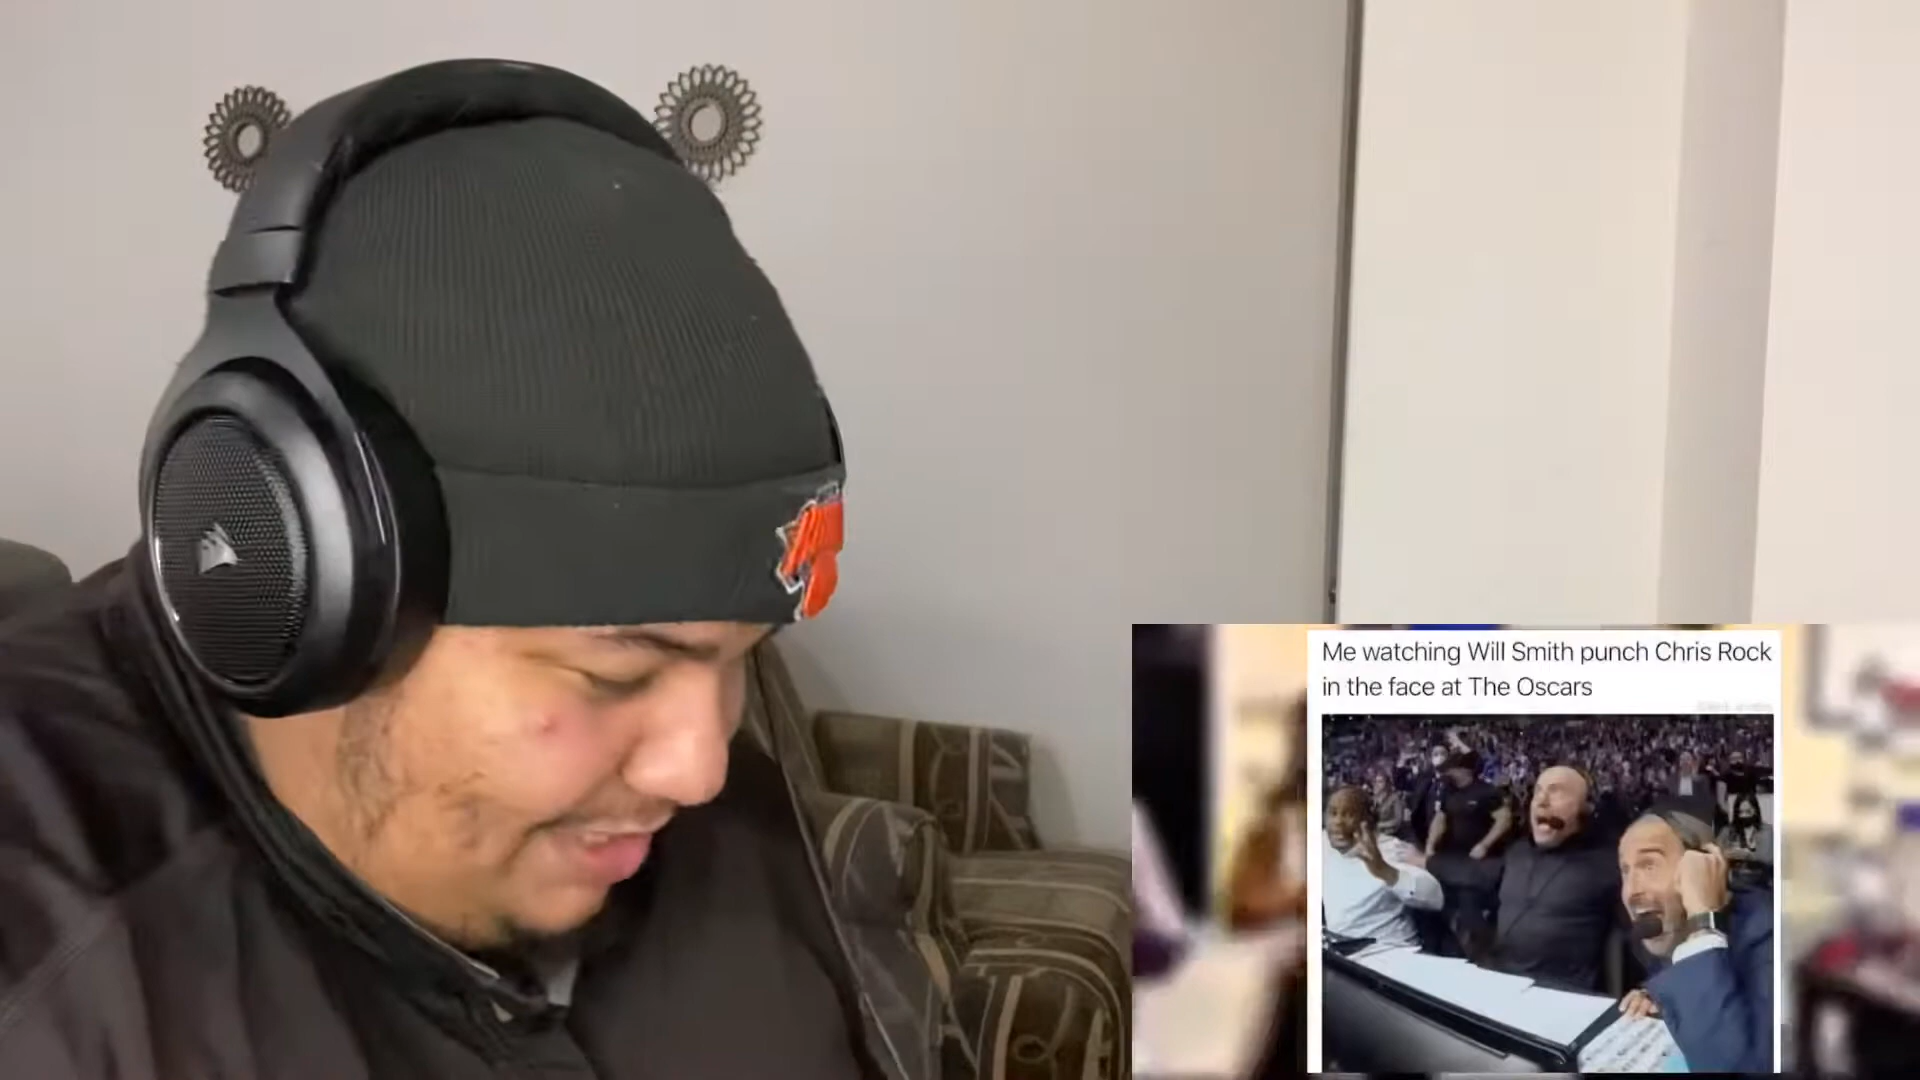 Me watching Will Smith punch Chris Rock
in the face at The Oscars